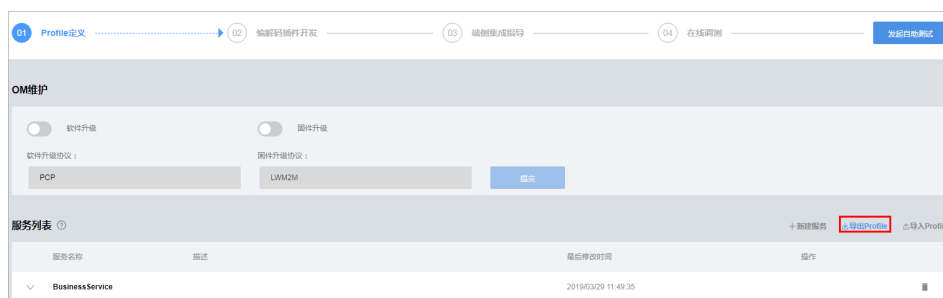 01 Profile定义 02 编解码插件开发 03 端侧集成指导 04 在线调测 发起自助测试
OM维护
软件升级 固件升级
软件升级协议： 固件升级协议：
PCP LWM2M 提交
服务列表 ? +新建服务 导出Profile 导入Profil
服务名称 描述 最后修改时间 操作
BusinessService 2019/03/29 11:49:35